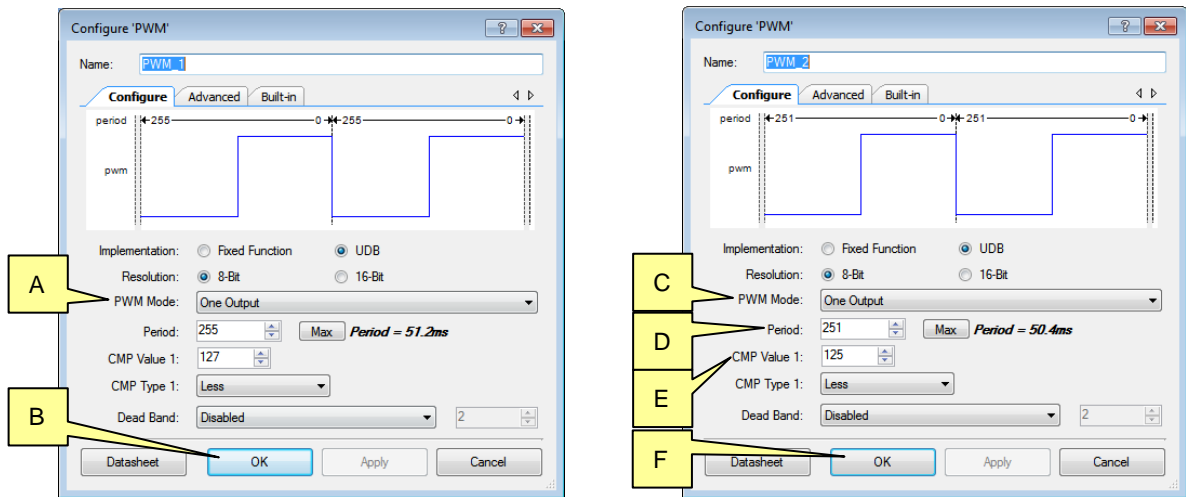 Configure 'PWM'
Name: PWM_1
Configure Advanced Built-in
period 255 0 255 0
pwm
Implementation: Fixed Function UDB
Resolution: 8-Bit 16-Bit
A
PWM Mode: One Output
Period: 255 Max Period = 51.2ms
CMP Value 1: 127
CMP Type 1: Less
B
Dead Band: Disabled 2
Datasheet OK Apply Cancel
Configure 'PWM'
Name: PWM_2
Configure Advanced Built-in
period 251 0 251 0
pwm
Implementation: Fixed Function UDB
Resolution: 8-Bit 16-Bit
C
PWM Mode: One Output
D
Period: 251 Max Period = 50.4ms
CMP Value 1: 125
E
CMP Type 1: Less
Dead Band: Disabled 2
F
Datasheet OK Apply Cancel